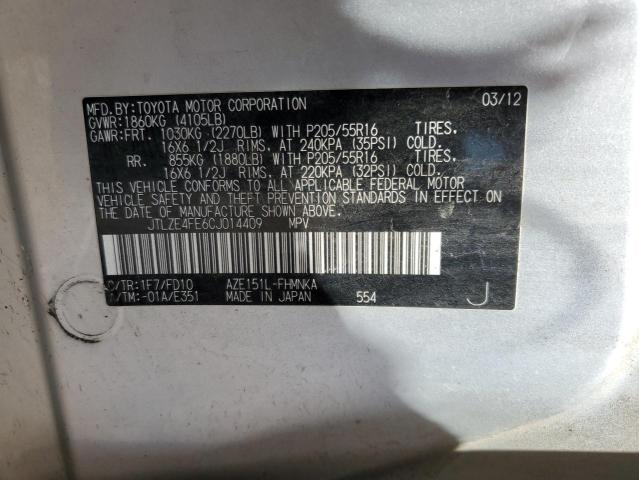 MFD.BY:TOYOTA MOTOR CORPORATION 03/12
GVWR:1860KG (4105LB)
GAWR:FRT. 1030KG (2270LB) WITH P205/55R16 TIRES.
16X6 1/2J RIMS. AT 240KPA (35PSI) COLD.
RR. 855KG (1880LB) WITH P205/55R16 TIRES.
16X6 1/2J RIMS. AT 220KPA (32PSI) COLD.
THIS VEHICLE CONFORMS TO ALL APPLICABLE FEDERAL MOTOR
VEHICLE SAFETY AND THEFT PREVENTION STANDARDS IN EFFECT ON
THE DATE OF MANUFACTURE SHOWN ABOVE.
JTLZE4FE6CJ014409 MPV
C/TR:1F7/FD10 AZE151L-FHMNKA
/TM:-01A/E351 MADE IN JAPAN 554 J